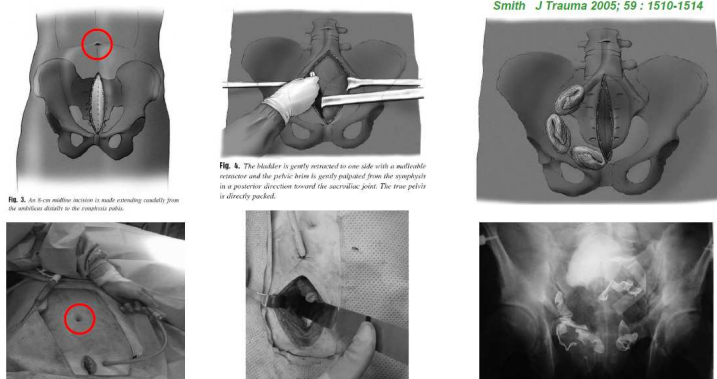 Smith J Trauma 2005; 59 : 1510-1514
Fig. 3. An 8-cm midline incision is made extending caudally from
the umbilicus distally to the symphysis pubis.
Fig. 4. The bladder is gently retracted to one side with a malleable
retractor and the pelvic brim is gently palpated from the symphysis
in a posterior direction toward the sacroiliac joint. The true pelvis
is directly packed.